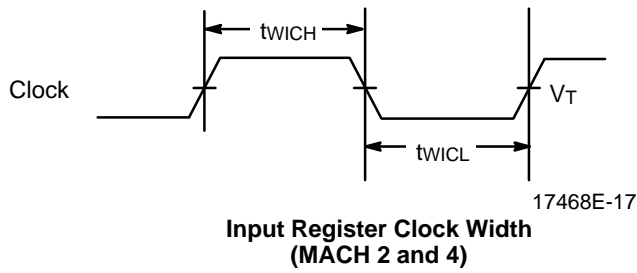 tWICH
Clock
VT
tWICL
17468E-17
Input Register Clock Width
(MACH 2 and 4)